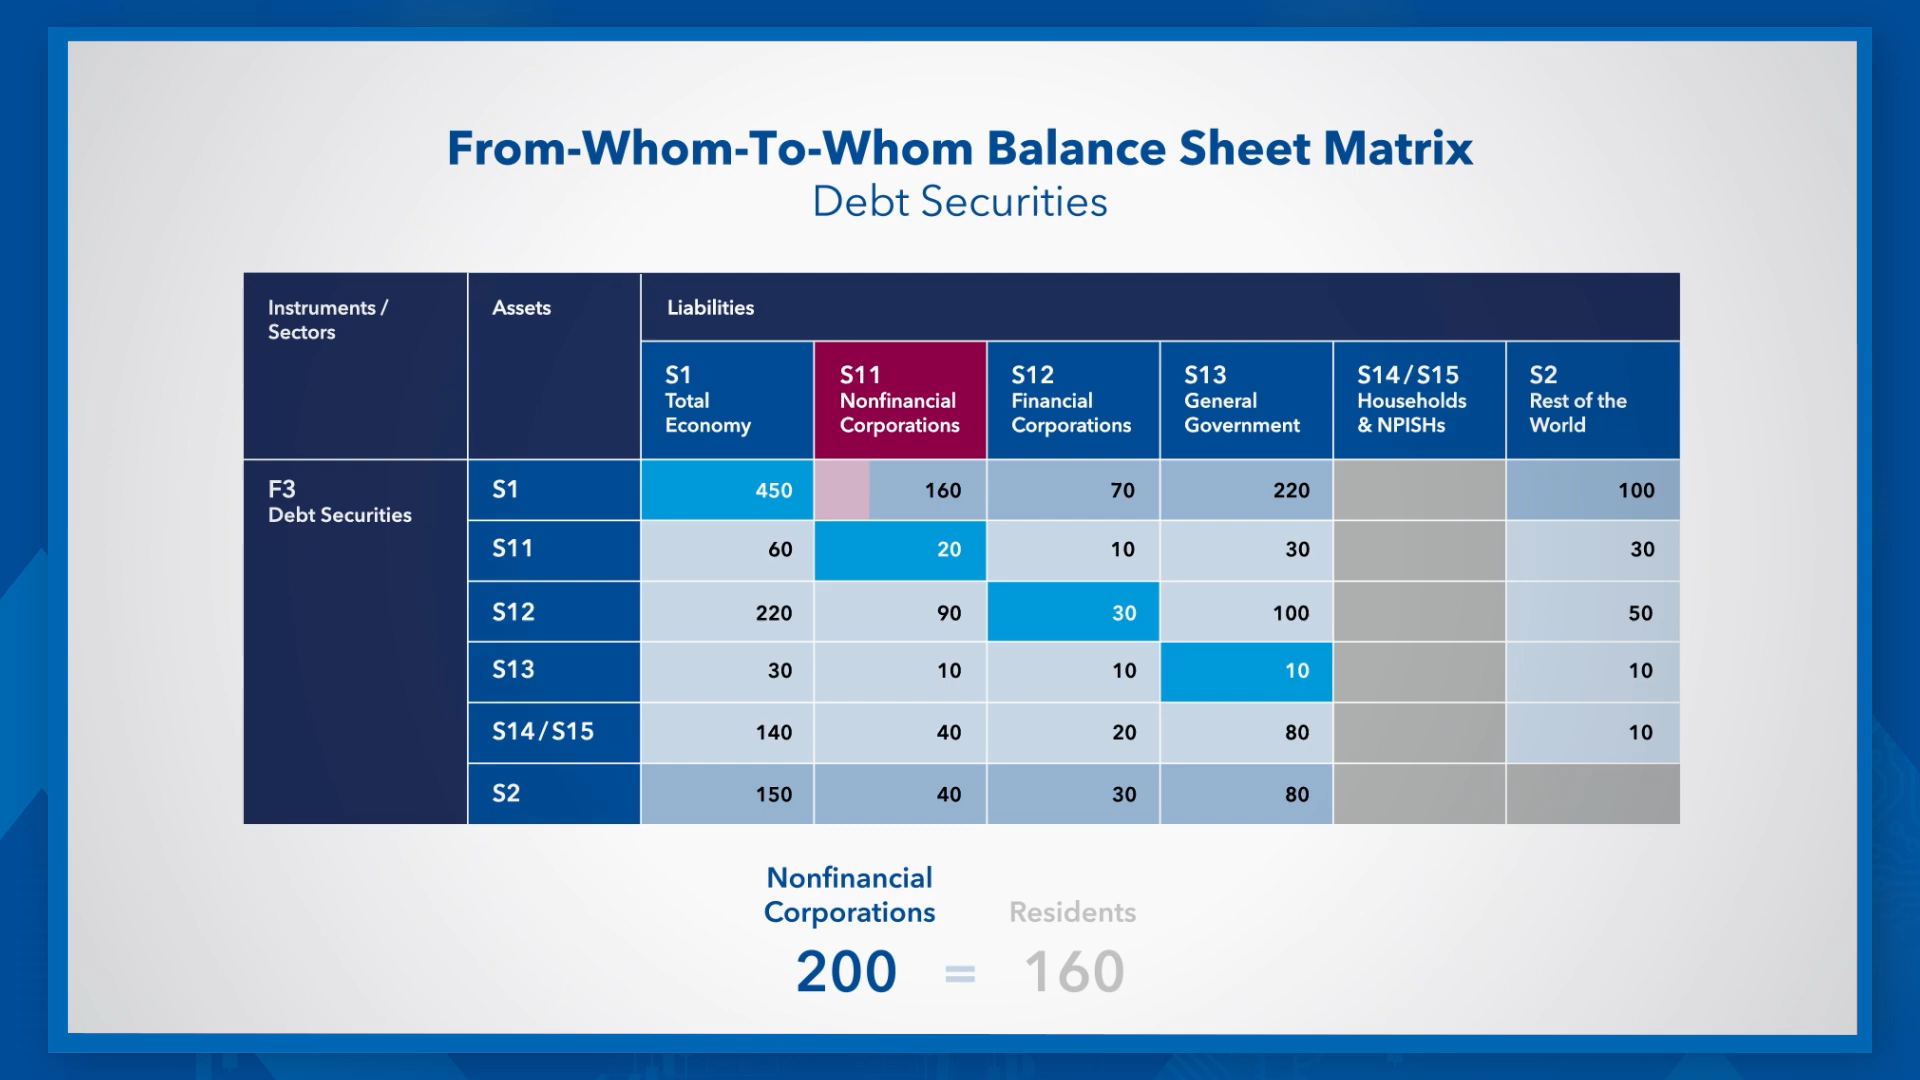 From-Whom-To-Whom Balance Sheet Matrix
Debt Securities
Instruments /
Sectors
Assets
Liabilities
S1
Total
Economy
S11
Nonfinancial
Corporations
S12
Financial
Corporations
S13
General
Government
S14/S15
Households
& NPISHs
S2
Rest of the
World
F3
Debt Securities
S1 450 160 70 220 100
S11 60 20 10 30 30
S12 220 90 30 100 50
S13 30 10 10 10 10
S14/S15 140 40 20 80 10
S2 150 40 30 80
Nonfinancial
Corporations
Residents
200 = 160